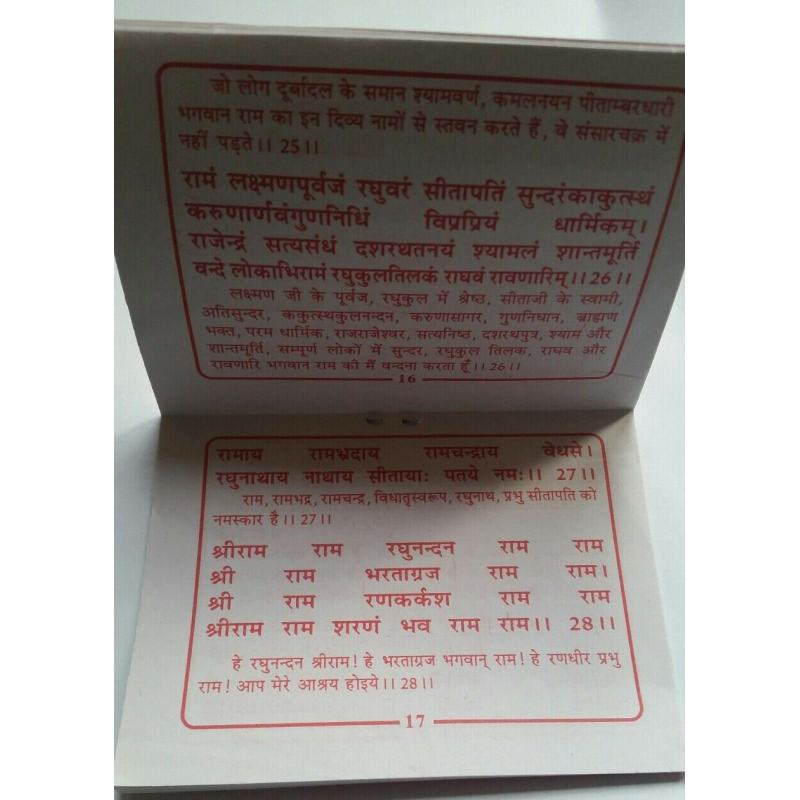 जो लोग दूर्बादल के समान श्यामवर्ण, कमलनयन पीताम्बरधारी
भगवान राम का इन दिव्य नामों से स्तवन करते हैं, वे संसारचक्र में
नहीं पड़ते।। 25।।
रामं लक्ष्मणपूर्वजं रघुवरं सीतापतिं सुन्दरंकाकुत्स्थं
करुणार्णवंगुणनिधिं विप्रप्रियं धार्मिकम्।
राजेन्द्रं सत्यसंधं दशरथतनयं श्यामलं शान्तमूर्ति
वन्दे लोकाभिरामं रघुकुलतिलकं राघवं रावणारिम्।।26।।
लक्ष्मण जी के पूर्वज, रघुकुल में श्रेष्ठ, सीताजी के स्वामी,
अतिसुन्दर, ककुत्स्थकुलनन्दन, करुणासागर, गुणनिधान, ब्राह्मण
भक्त, परम धार्मिक, राजराजेश्वर, सत्यनिष्ठ, दशरथपुत्र, श्याम और
शान्तमूर्ति, सम्पूर्ण लोकों में सुन्दर, रघुकुल तिलक, राघव और
रावणारि भगवान राम की मैं वन्दना करता हूँ।।26।।
16
रामाय रामभ्रदाय रामचन्द्राय वेधसे।
रघुनाथाय नाथाय सीतायाः पतये नमः।। 27।।
राम, रामभद्र, रामचन्द्र, विधातृस्वरूप, रघुनाथ, प्रभु सीतापति को
नमस्कार है।।27।।
श्रीराम राम रघुनन्दन राम राम
श्री राम भरताग्रज राम राम।
श्री राम रणकर्कश राम राम
श्रीराम राम शरणं भव राम राम।। 28।।
हे रघुनन्दन श्रीराम! हे भरताग्रज भगवान् राम! हे रणधीर प्रभु
राम! आप मेरे आश्रय होइये।।28।।
17